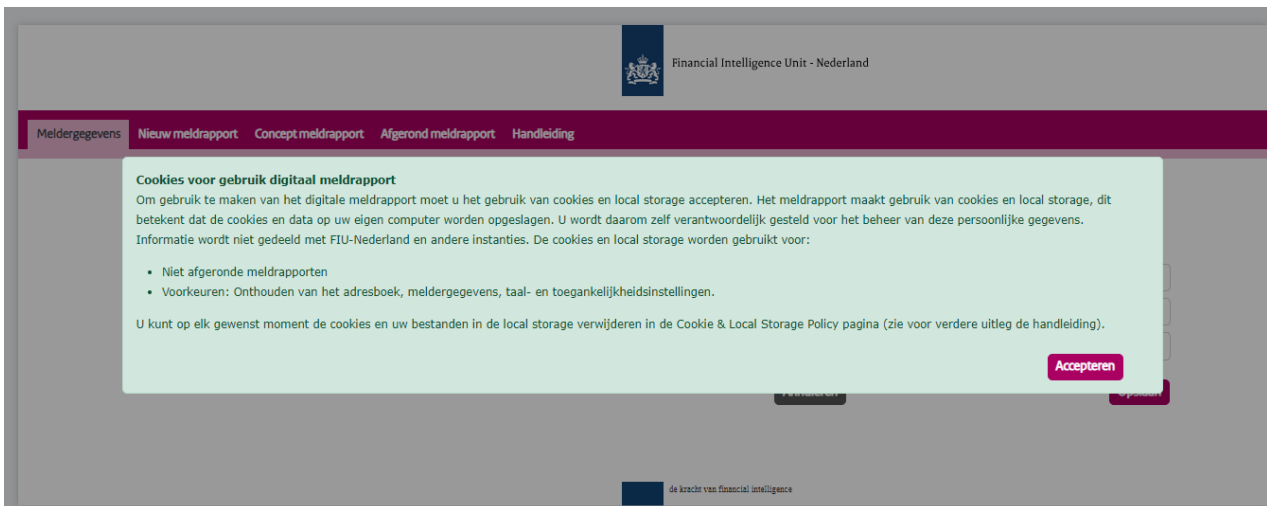 Financial Intelligence Unit - Nederland
Meldergegevens Nieuw meldrapport Concept meldrapport Afgerond meldrapport Handleiding
Cookies voor gebruik digitaal meldrapport
Om gebruik te maken van het digitale meldrapport moet u het gebruik van cookies en local storage accepteren. Het meldrapport maakt gebruik van cookies en local storage, dit
betekent dat de cookies en data op uw eigen computer worden opgeslagen. U wordt daarom zelf verantwoordelijk gesteld voor het beheer van deze persoonlijke gegevens.
Informatie wordt niet gedeeld met FIU-Nederland en andere instanties. De cookies en local storage worden gebruikt voor:
• Niet afgeronde meldrapporten
• Voorkeuren: Onthouden van het adresboek, meldergegevens, taal- en toegankelijkheidsinstellingen.
U kunt op elk gewenst moment de cookies en uw bestanden in de local storage verwijderen in de Cookie & Local Storage Policy pagina (zie voor verdere uitleg de handleiding).
Accepteren
Annuleren Opslaan
de kracht van financial intelligence